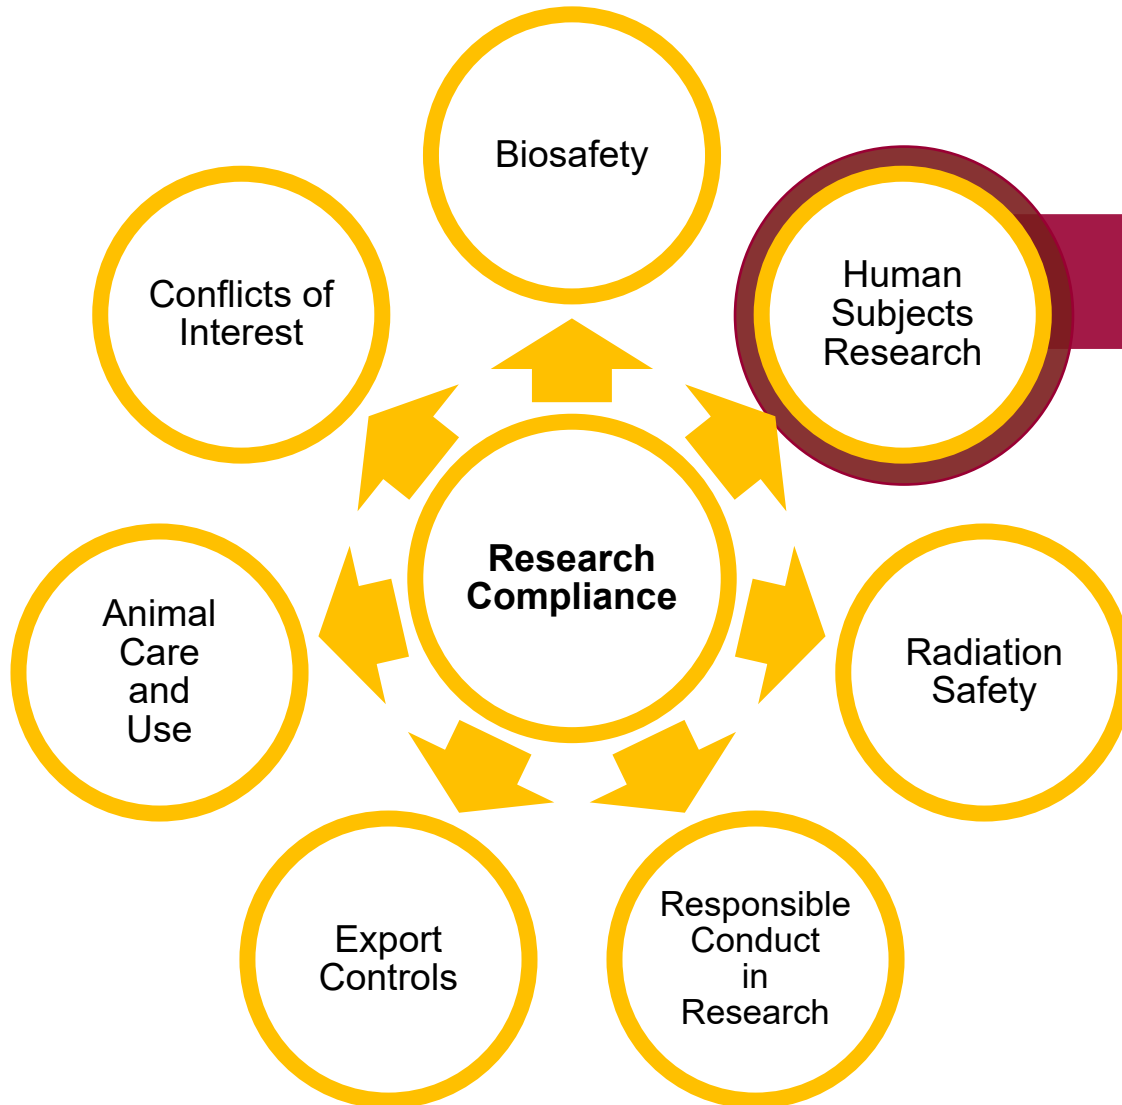 Biosafety
Human
Subjects
Research
Conflicts of
Interest
Research
Compliance
Animal
Care
and
Use
Radiation
Safety
Export
Controls
Responsible
Conduct
in
Research